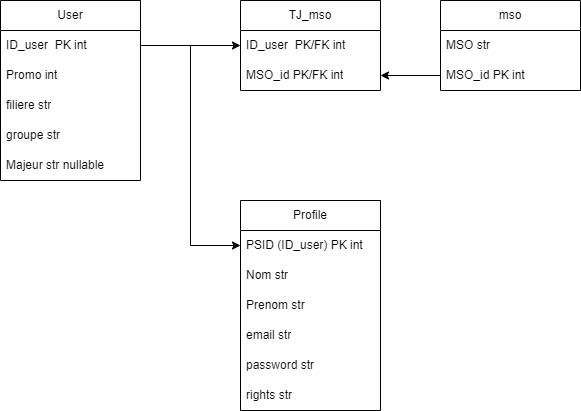 User
ID_user  PK int
Promo int
filiere str
groupe str
Majeur str nullable
TJ_mso
ID_user  PK/FK int
MSO_id PK/FK int
mso
MSO str
MSO_id PK int
Profile
PSID (ID_user) PK int
Nom str
Prenom str
email str
password str
rights str